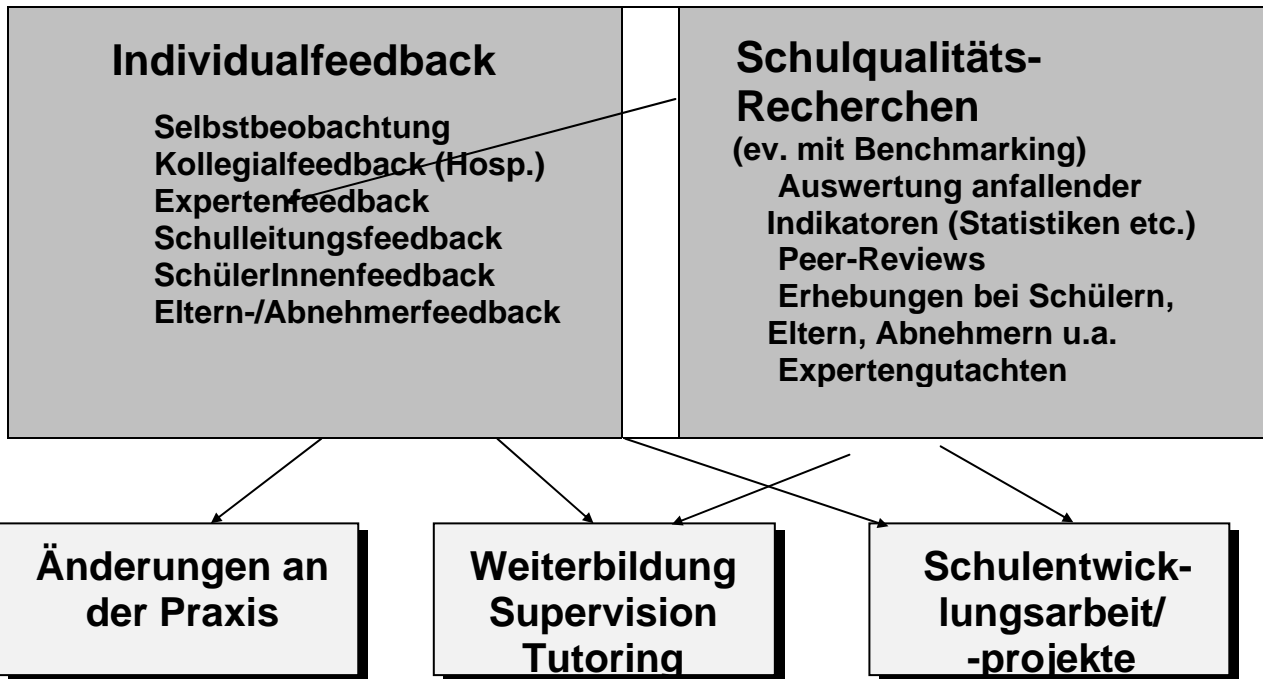 Individualfeedback
Selbstbeobachtung
Kollegialfeedback (Hosp.)
Expertenfeedback
Schulleitungsfeedback
SchülerInnenfeedback
Eltern-/Abnehmerfeedback
Schulqualitäts-
Recherchen
(ev. mit Benchmarking)
Auswertung anfallender
Indikatoren (Statistiken etc.)
Peer-Reviews
Erhebungen bei Schülern,
Eltern, Abnehmern u.a.
Expertengutachten
Änderungen an
der Praxis
Weiterbildung
Supervision
Tutoring
Schulentwick-
lungsarbeit/
-projekte